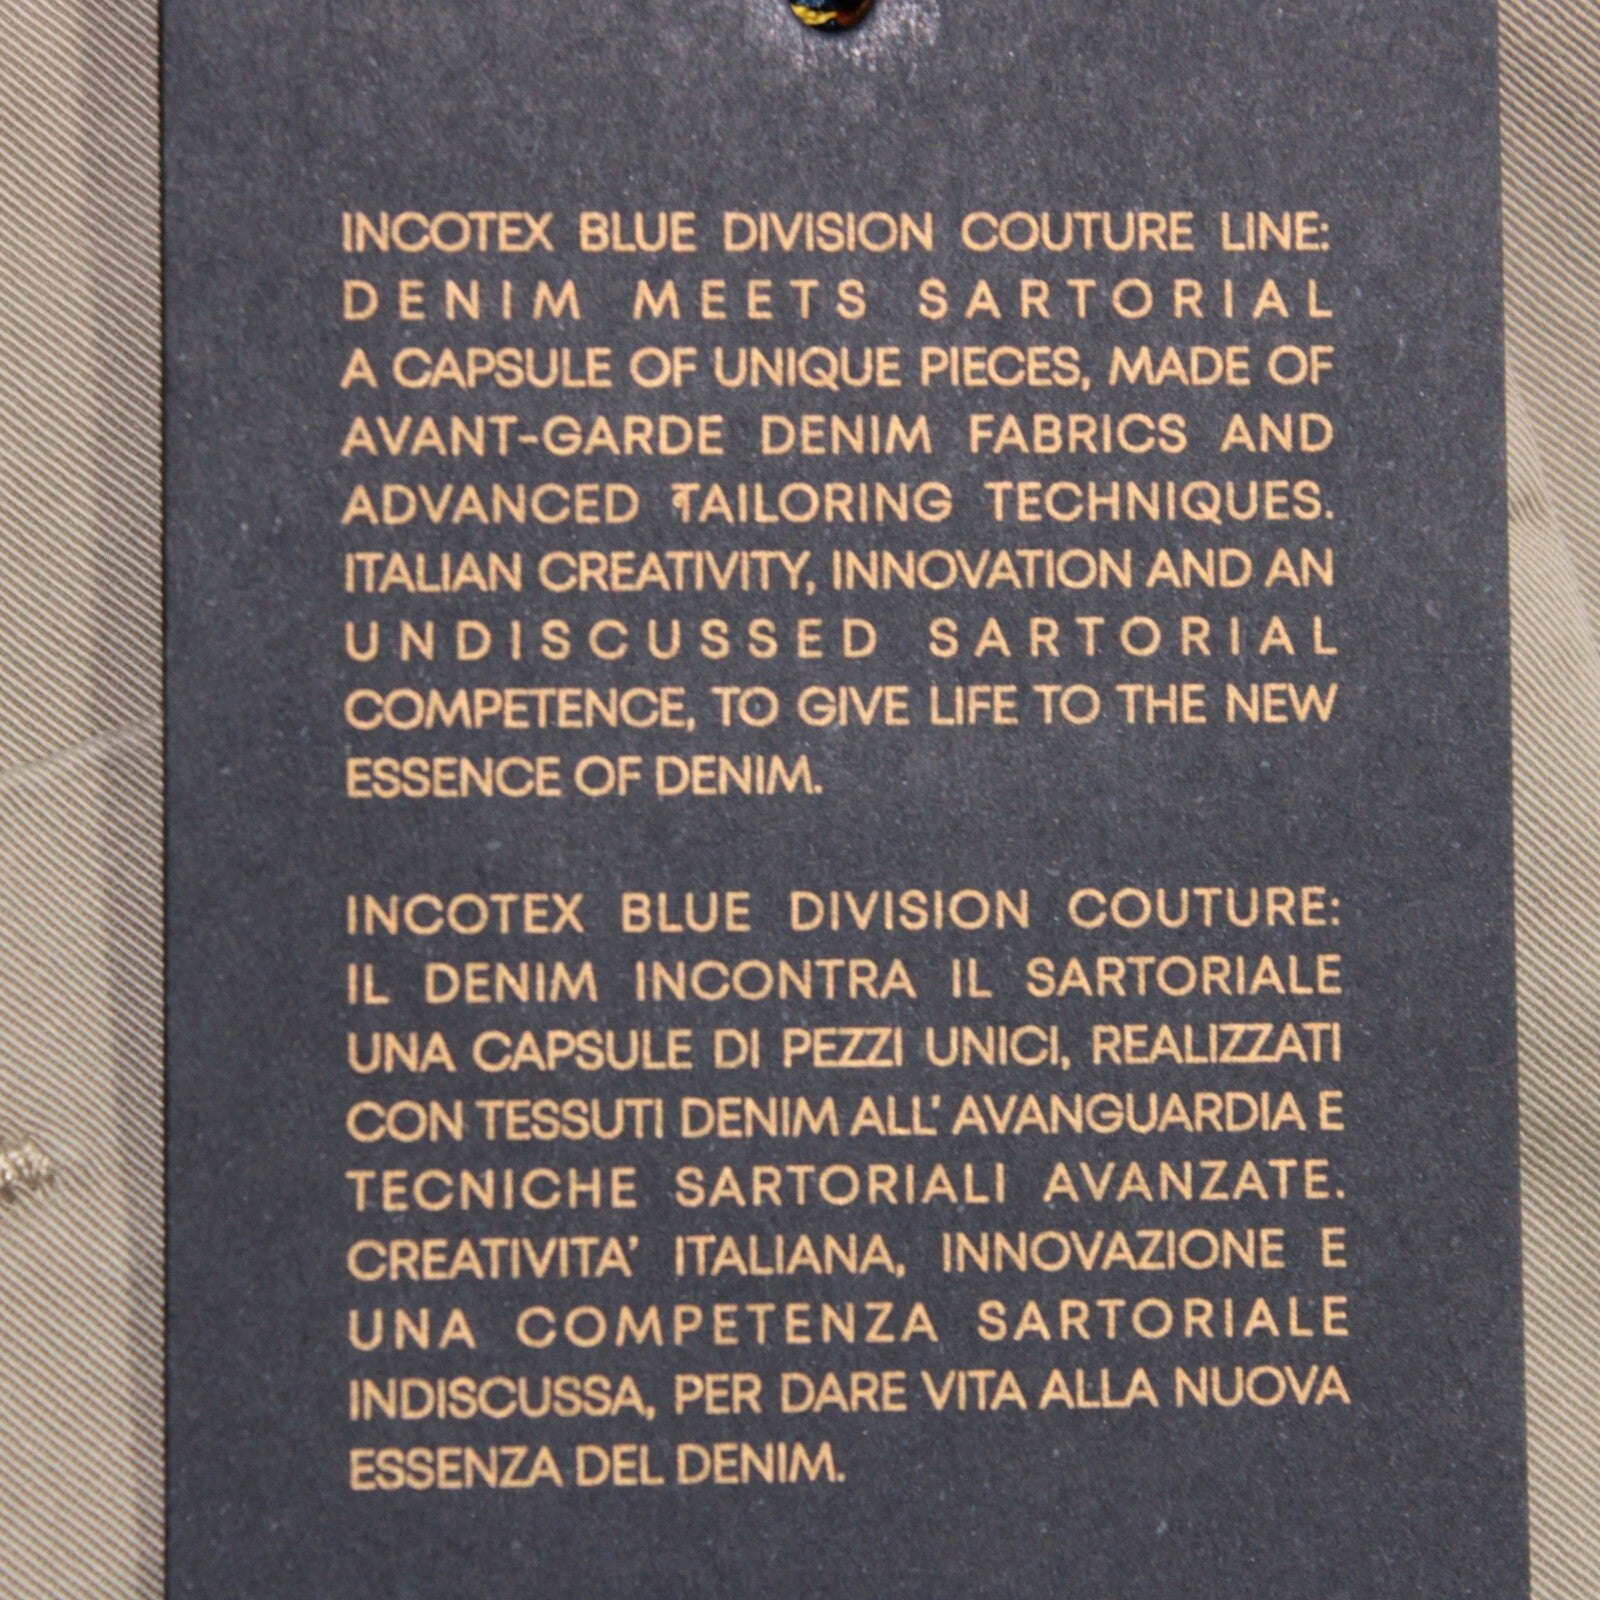 INCOTEX BLUE DIVISION COUTURE LINE:
DENIM MEETS SARTORIAL
A CAPSULE OF UNIQUE PIECES, MADE OF
AVANT-GARDE DENIM FABRICS AND
ADVANCED TAILORING TECHNIQUES.
ITALIAN CREATIVITY, INNOVATION AND AN
UNDISCUSSED SARTORIAL
COMPETENCE, TO GIVE LIFE TO THE NEW
ESSENCE OF DENIM.
INCOTEX BLUE DIVISION COUTURE:
IL DENIM INCONTRA IL SARTORIALE
UNA CAPSULE DI PEZZI UNICI, REALIZZATI
CON TESSUTI DENIM ALL' AVANGUARDIA E
TECNICHE SARTORIALI AVANZATE.
CREATIVITA' ITALIANA, INNOVAZIONE E
UNA COMPETENZA SARTORIALE
INDISCUSSA, PER DARE VITA ALLA NUOVA
ESSENZA DEL DENIM.